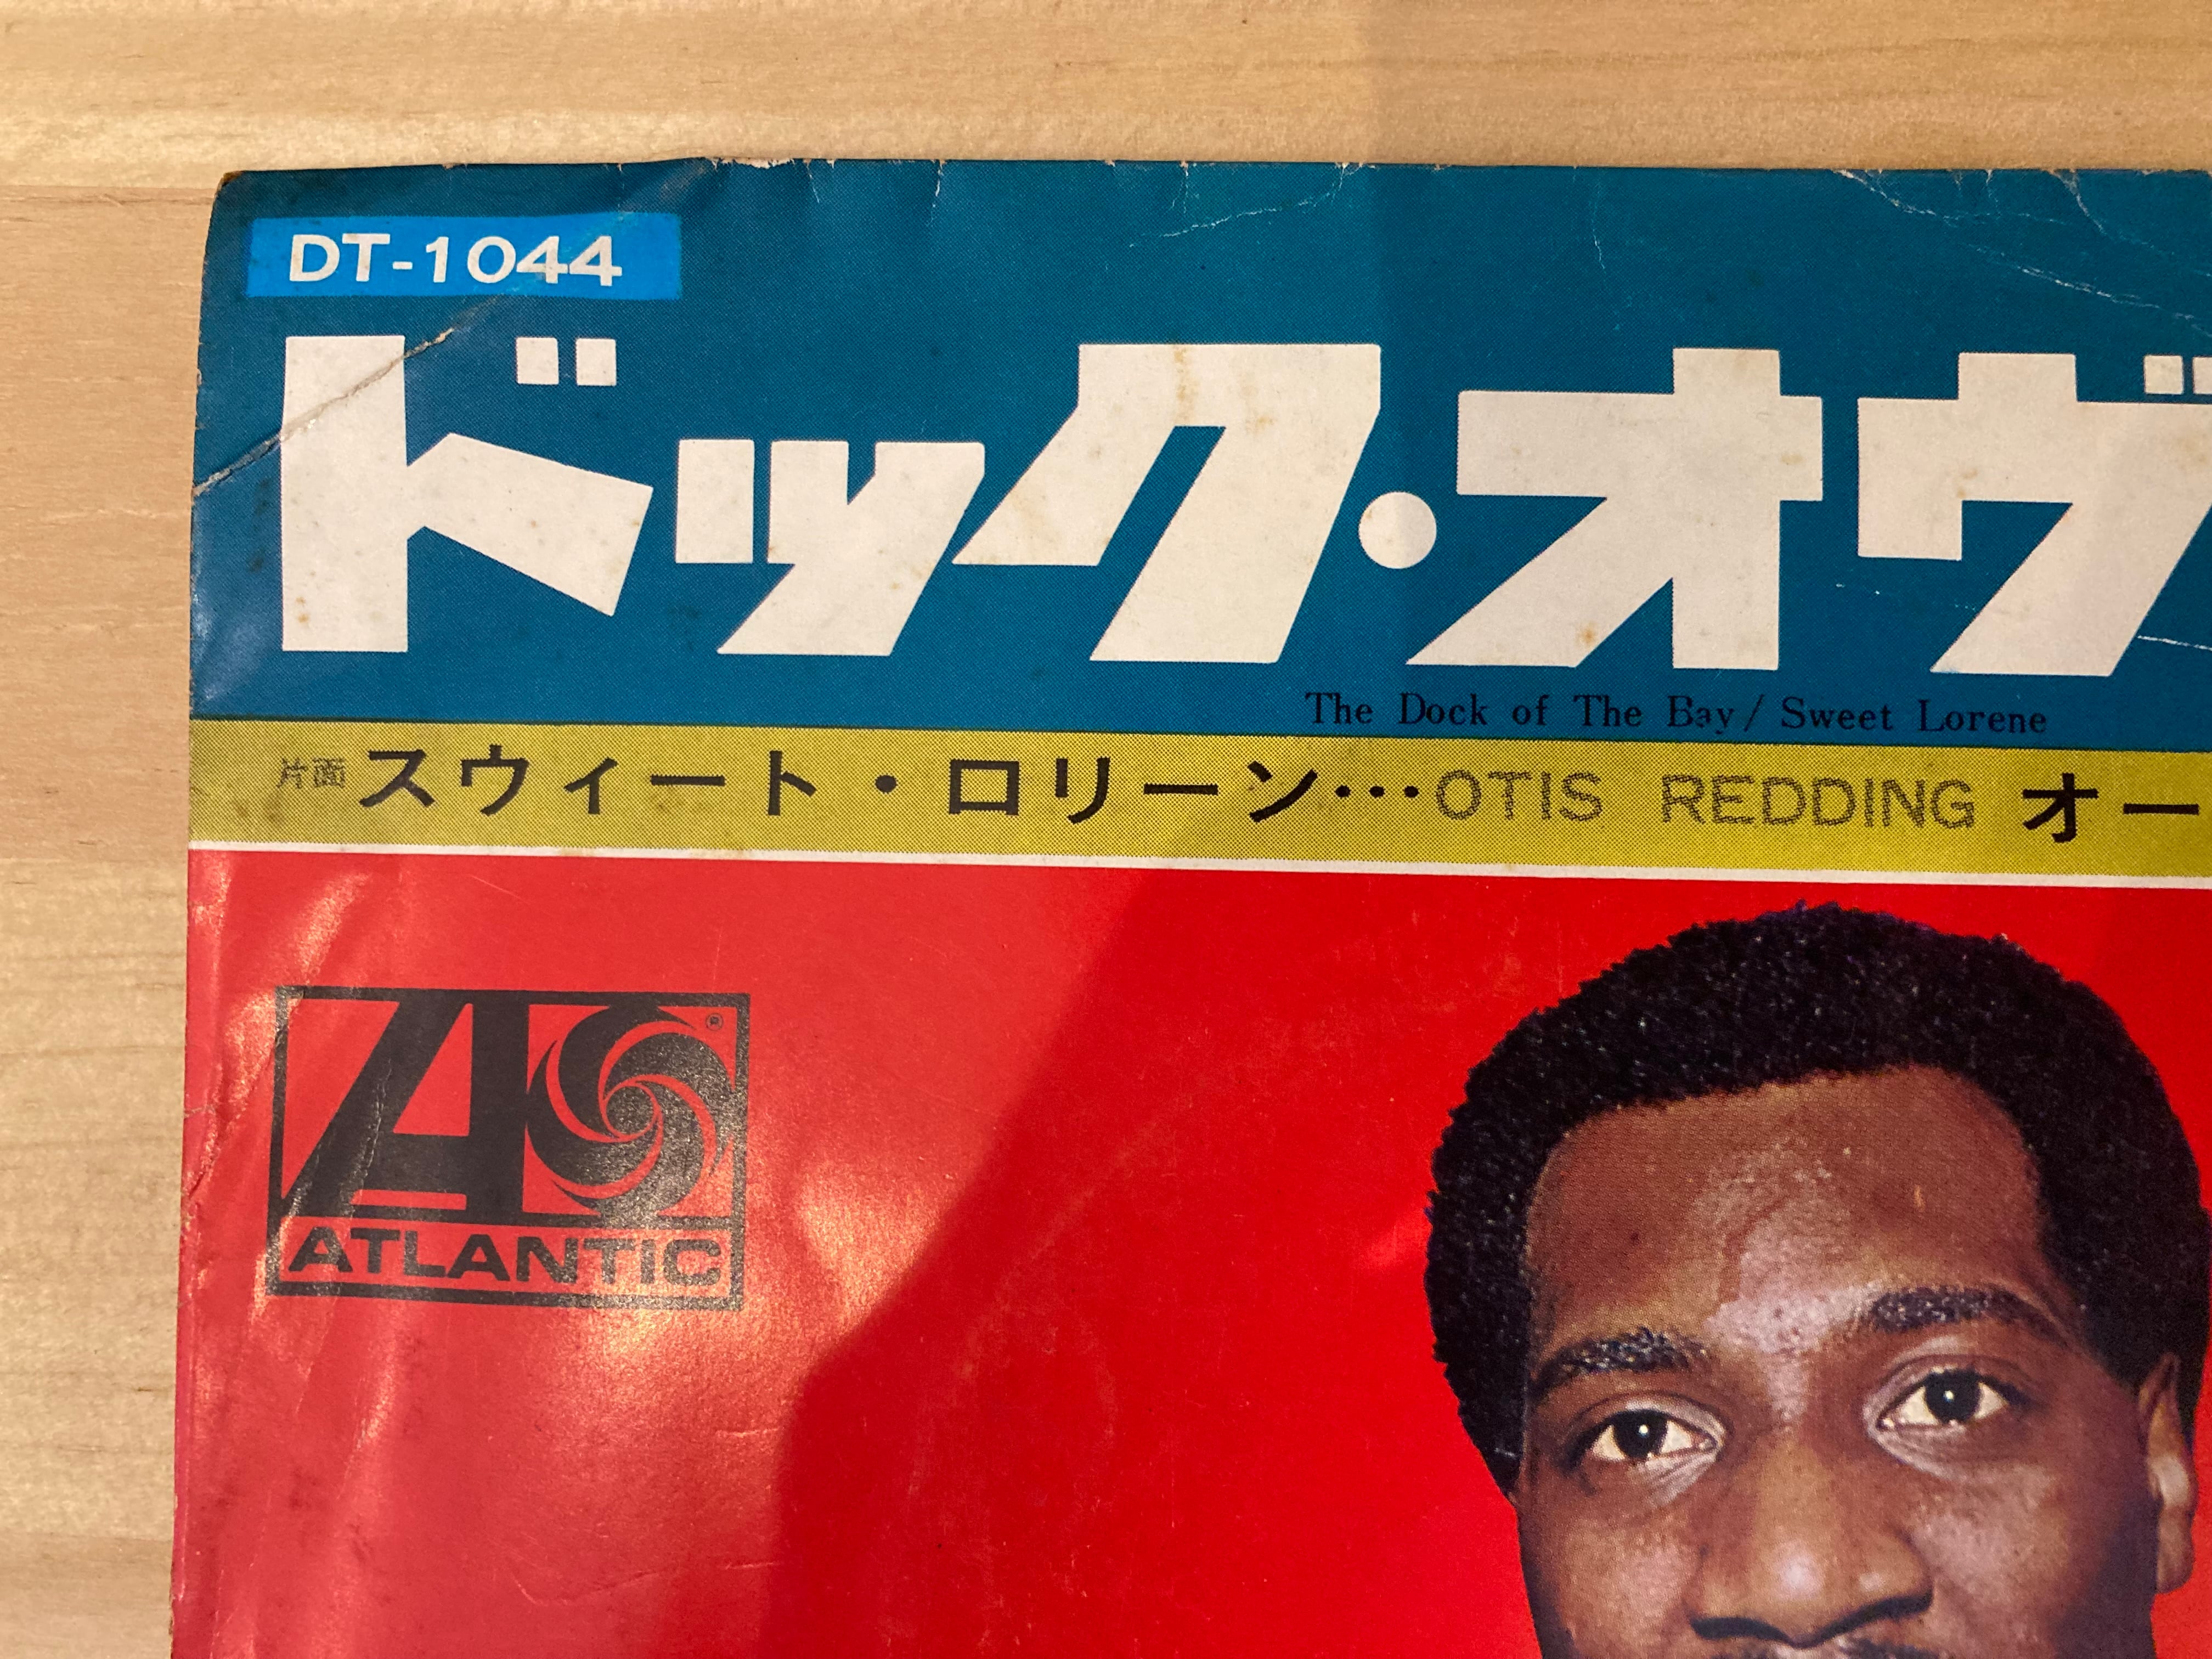 DT-1044
ドック・オヴ
The Dock of The Bay / Sweet Lorene
片面 スウィート・ロリーン…OTIS REDDING オー
ATLANTIC